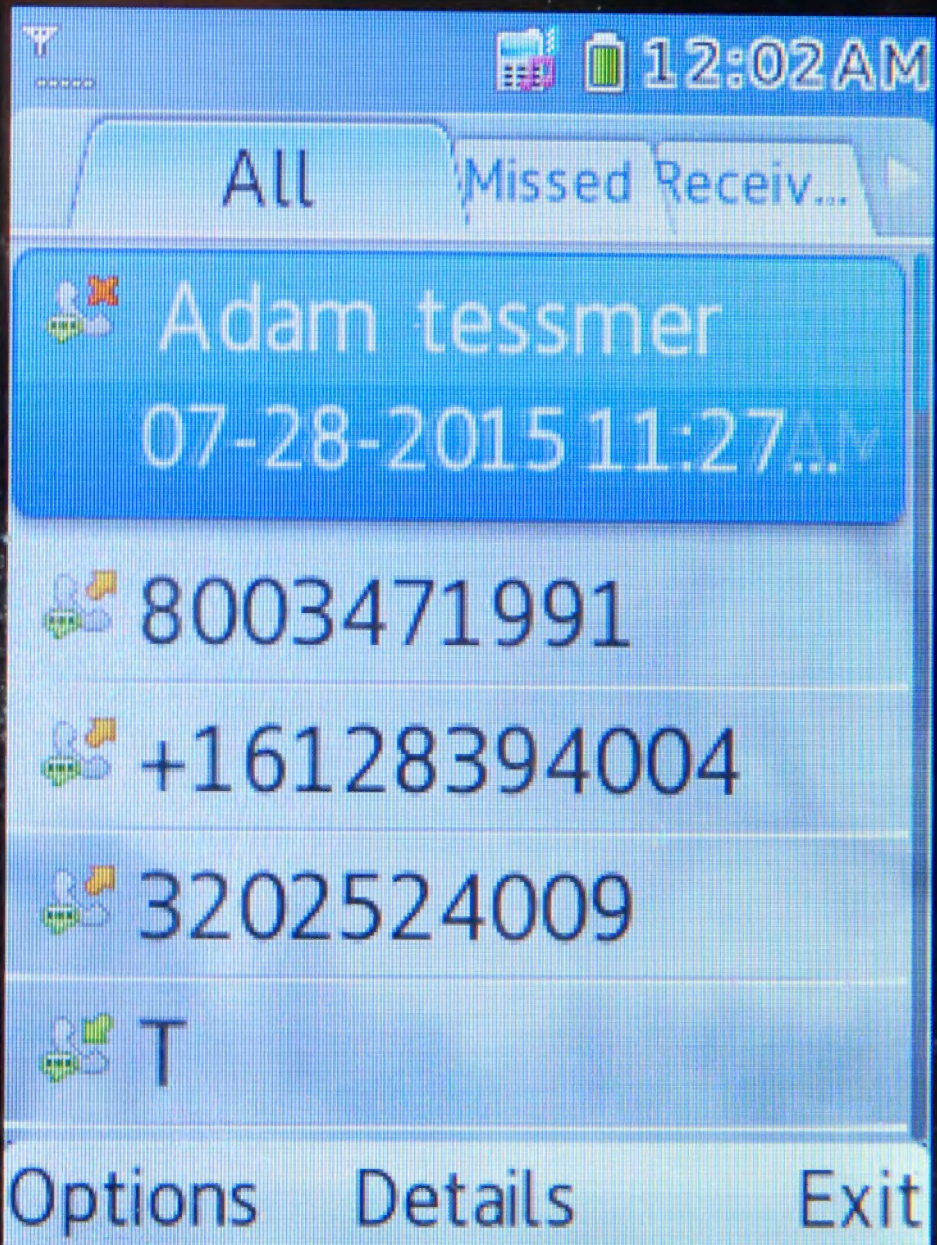 12:02AM
All Missed Receiv...
Adam tessmer
07-28-2015 11:27...
8003471991
+16128394004
3202524009
T
Options Details Exit